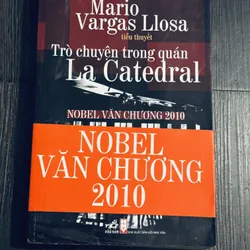 Mario
Vargas Llosa
tiểu thuyết
Trò chuyện trong quán
La Catedral
NOBEL VĂN CHƯƠNG 2010
NOBEL
VĂN CHƯƠNG
2010